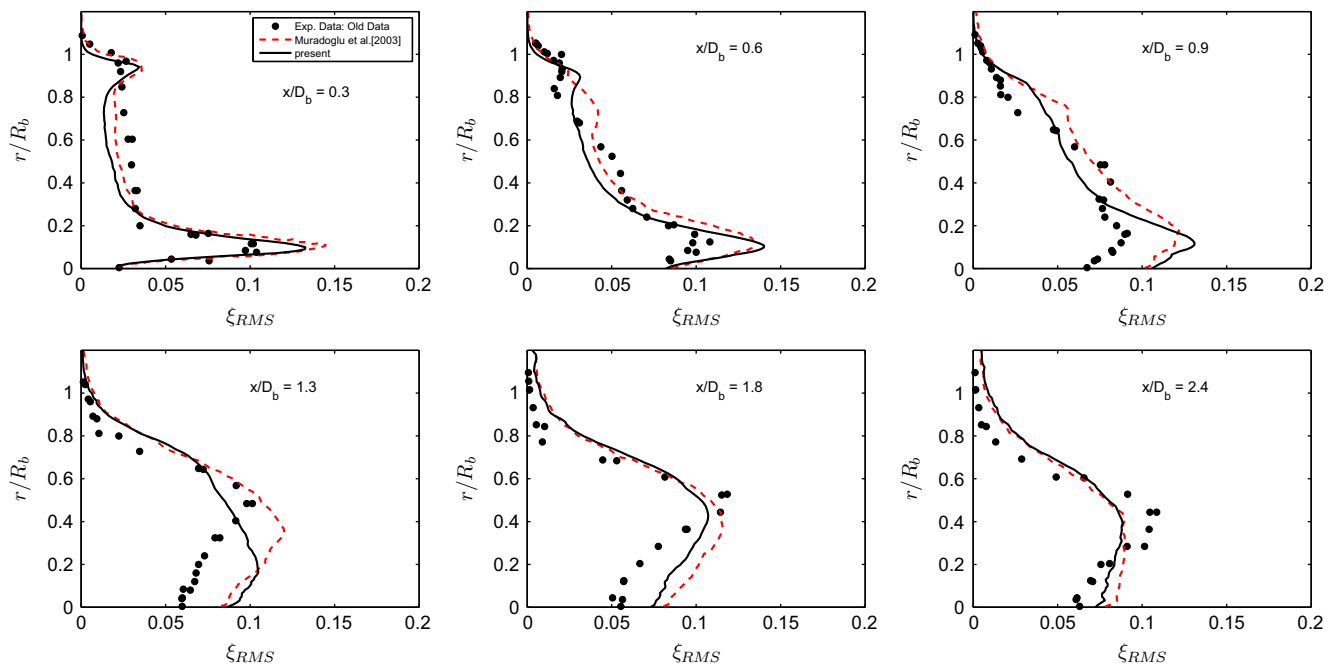 Exp. Data: Old Data
Muradoglu et al.[2003]
present
x/D_b = 0.3
r/R_b
1
0.8
0.6
0.4
0.2
0
0 0.05 0.1 0.15 0.2
ξ_RMS
x/D_b = 0.6
r/R_b
1
0.8
0.6
0.4
0.2
0
0 0.05 0.1 0.15 0.2
ξ_RMS
x/D_b = 0.9
r/R_b
1
0.8
0.6
0.4
0.2
0
0 0.05 0.1 0.15 0.2
ξ_RMS
x/D_b = 1.3
r/R_b
1
0.8
0.6
0.4
0.2
0
0 0.05 0.1 0.15 0.2
ξ_RMS
x/D_b = 1.8
r/R_b
1
0.8
0.6
0.4
0.2
0
0 0.05 0.1 0.15 0.2
ξ_RMS
x/D_b = 2.4
r/R_b
1
0.8
0.6
0.4
0.2
0
0 0.05 0.1 0.15 0.2
ξ_RMS